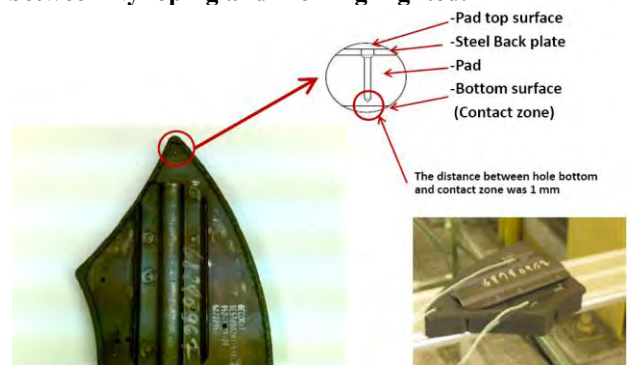 -Pad top surface
-Steel Back plate
-Pad
-Bottom surface
(Contact zone)
The distance between hole bottom
and contact zone was 1 mm